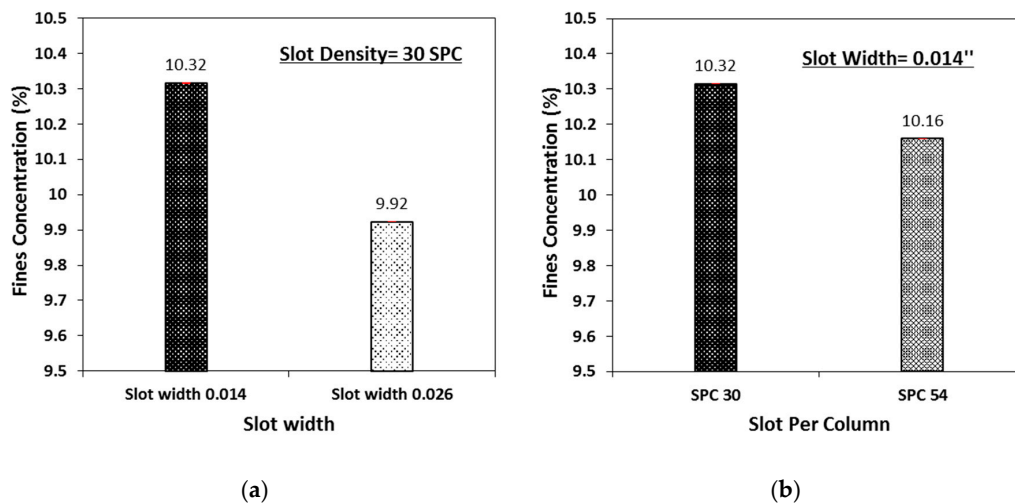 10.5
10.4
10.3
10.2
10.1
10
9.9
9.8
9.7
9.6
9.5
Fines Concentration (%)
Slot Density= 30 SPC
10.32
9.92
Slot width 0.014
Slot width 0.026
Slot width
(a)
10.5
10.4
10.3
10.2
10.1
10
9.9
9.8
9.7
9.6
9.5
Fines Concentration (%)
Slot Width= 0.014''
10.32
10.16
SPC 30
SPC 54
Slot Per Column
(b)